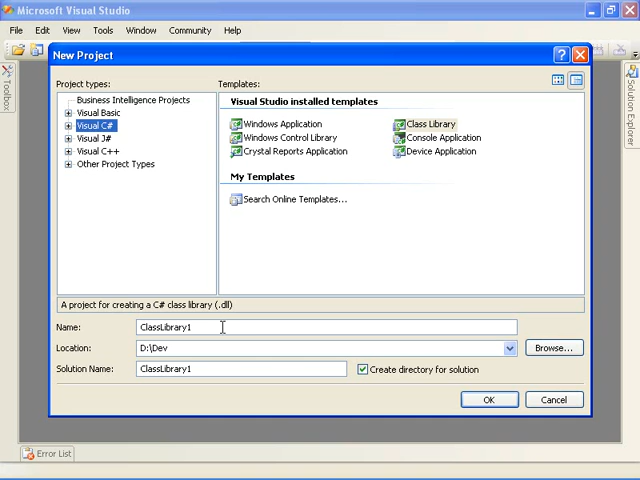 Microsoft Visual Studio
File Edit View Tools Window Community Help
New Project
Toolbox
Solution Explorer
Project types: Templates:
Business Intelligence Projects
Visual Basic
Visual C#
Visual J#
Visual C++
Other Project Types
Visual Studio installed templates
Windows Application Class Library
Windows Control Library Console Application
Crystal Reports Application Device Application
My Templates
Search Online Templates...
A project for creating a C# class library (.dll)
Name: ClassLibrary1
Location: D:\Dev Browse...
Solution Name: ClassLibrary1 Create directory for solution
OK Cancel
Error List